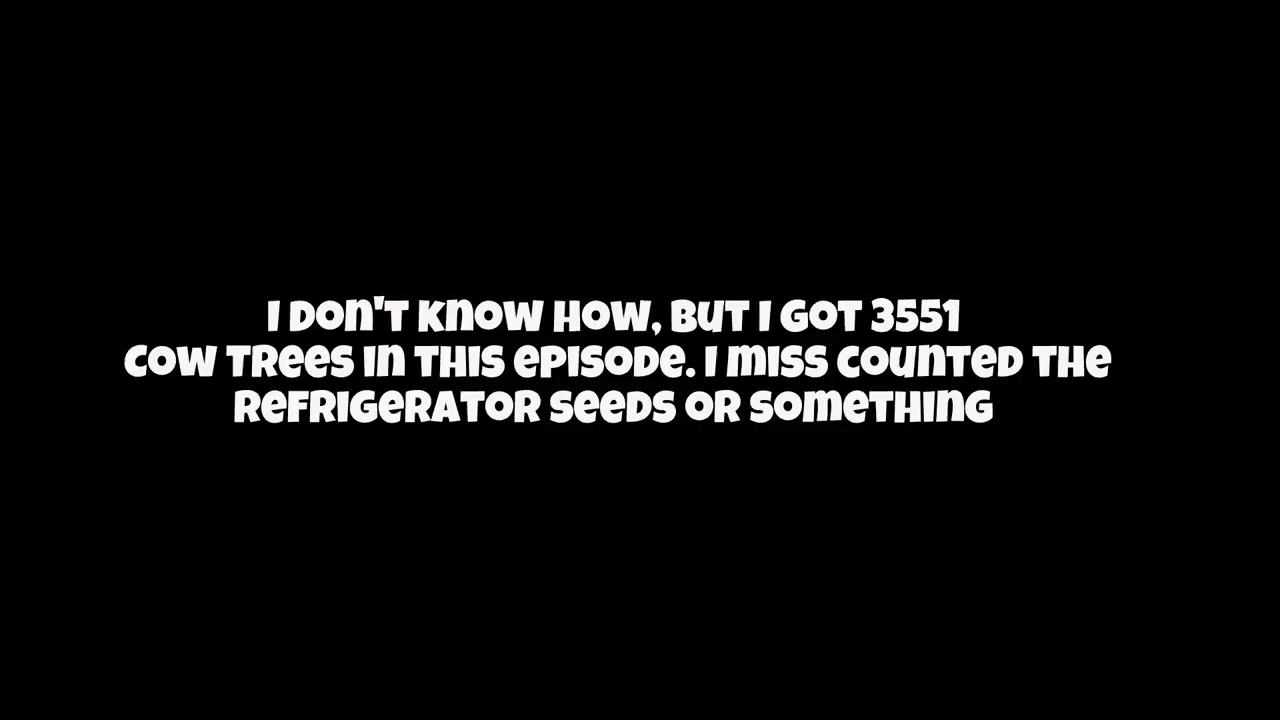 I don't know how, but I got 3551
cow trees in this episode. I miss counted the
refrigerator seeds or something